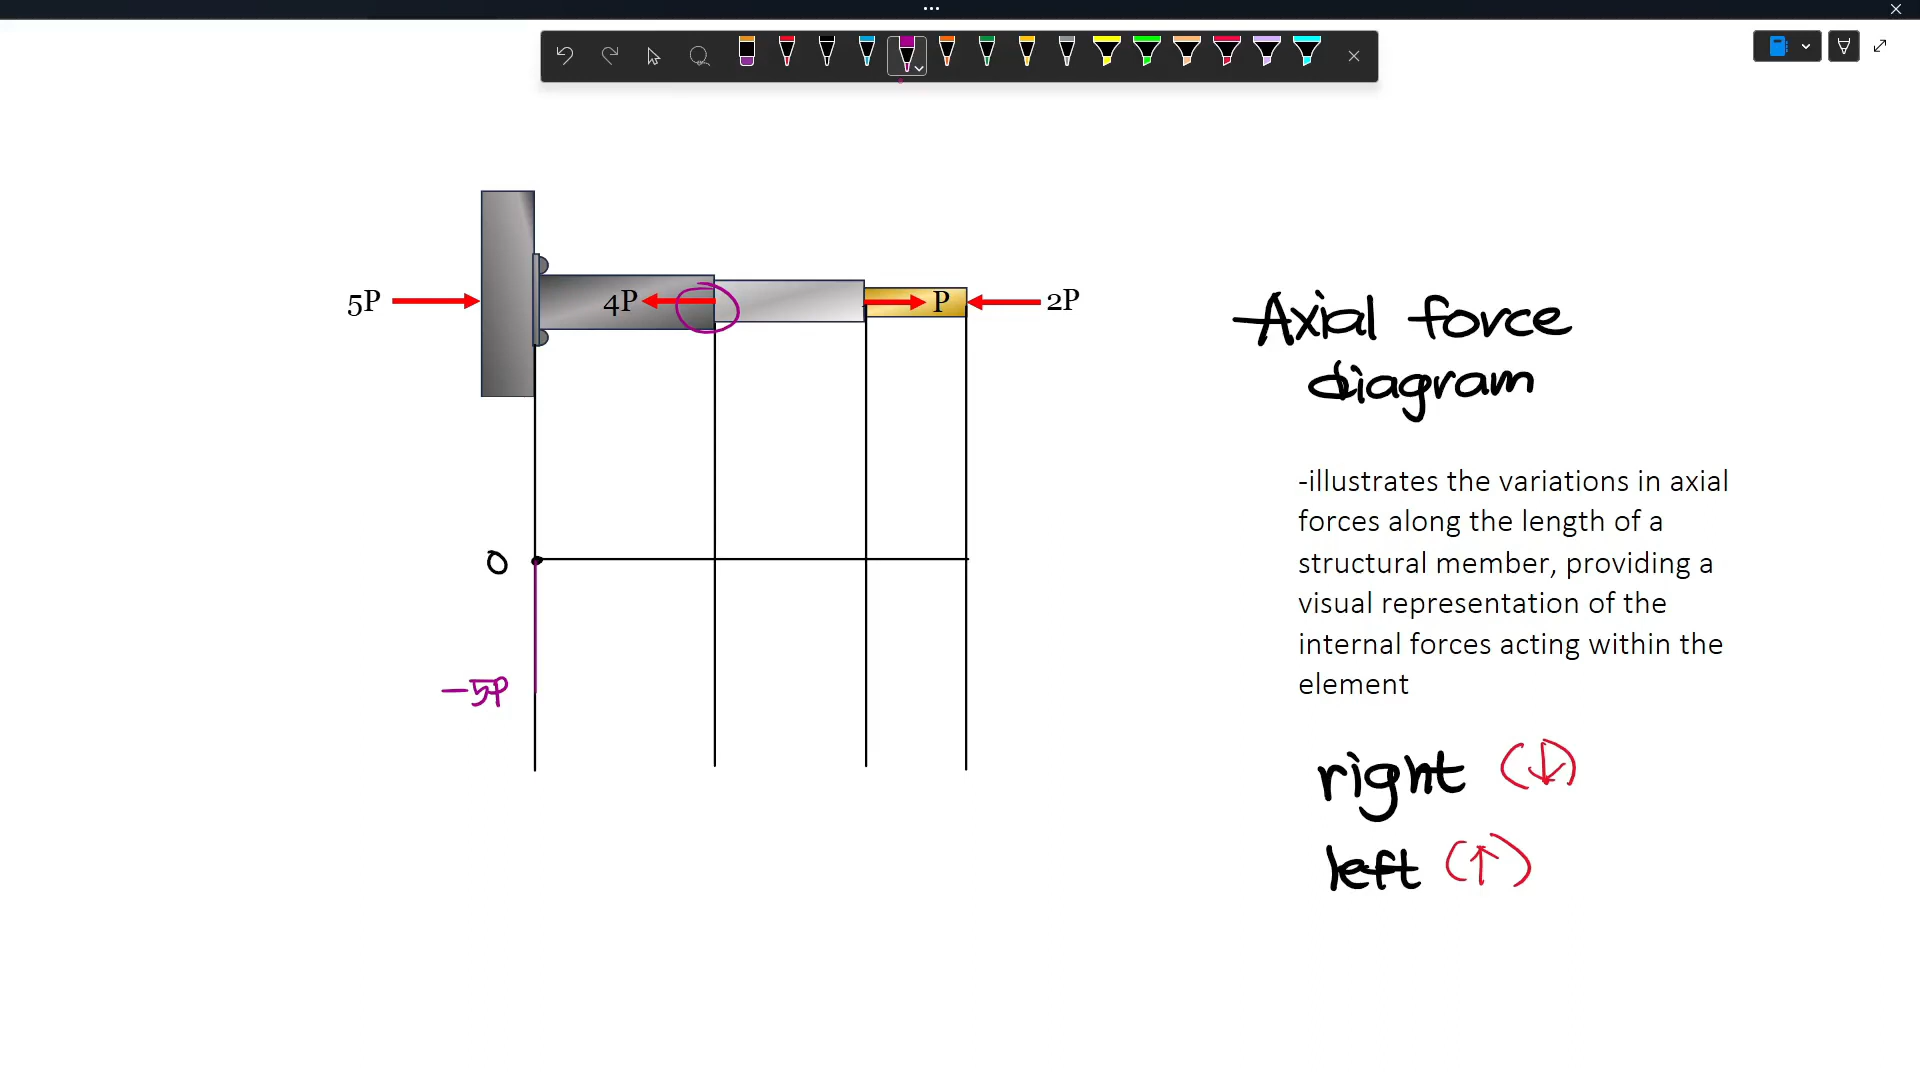 5P
4P
P
2P
Axial force
diagram
-illustrates the variations in axial
forces along the length of a
structural member, providing a
visual representation of the
internal forces acting within the
element
0
-5P
right (↓)
left (↑)